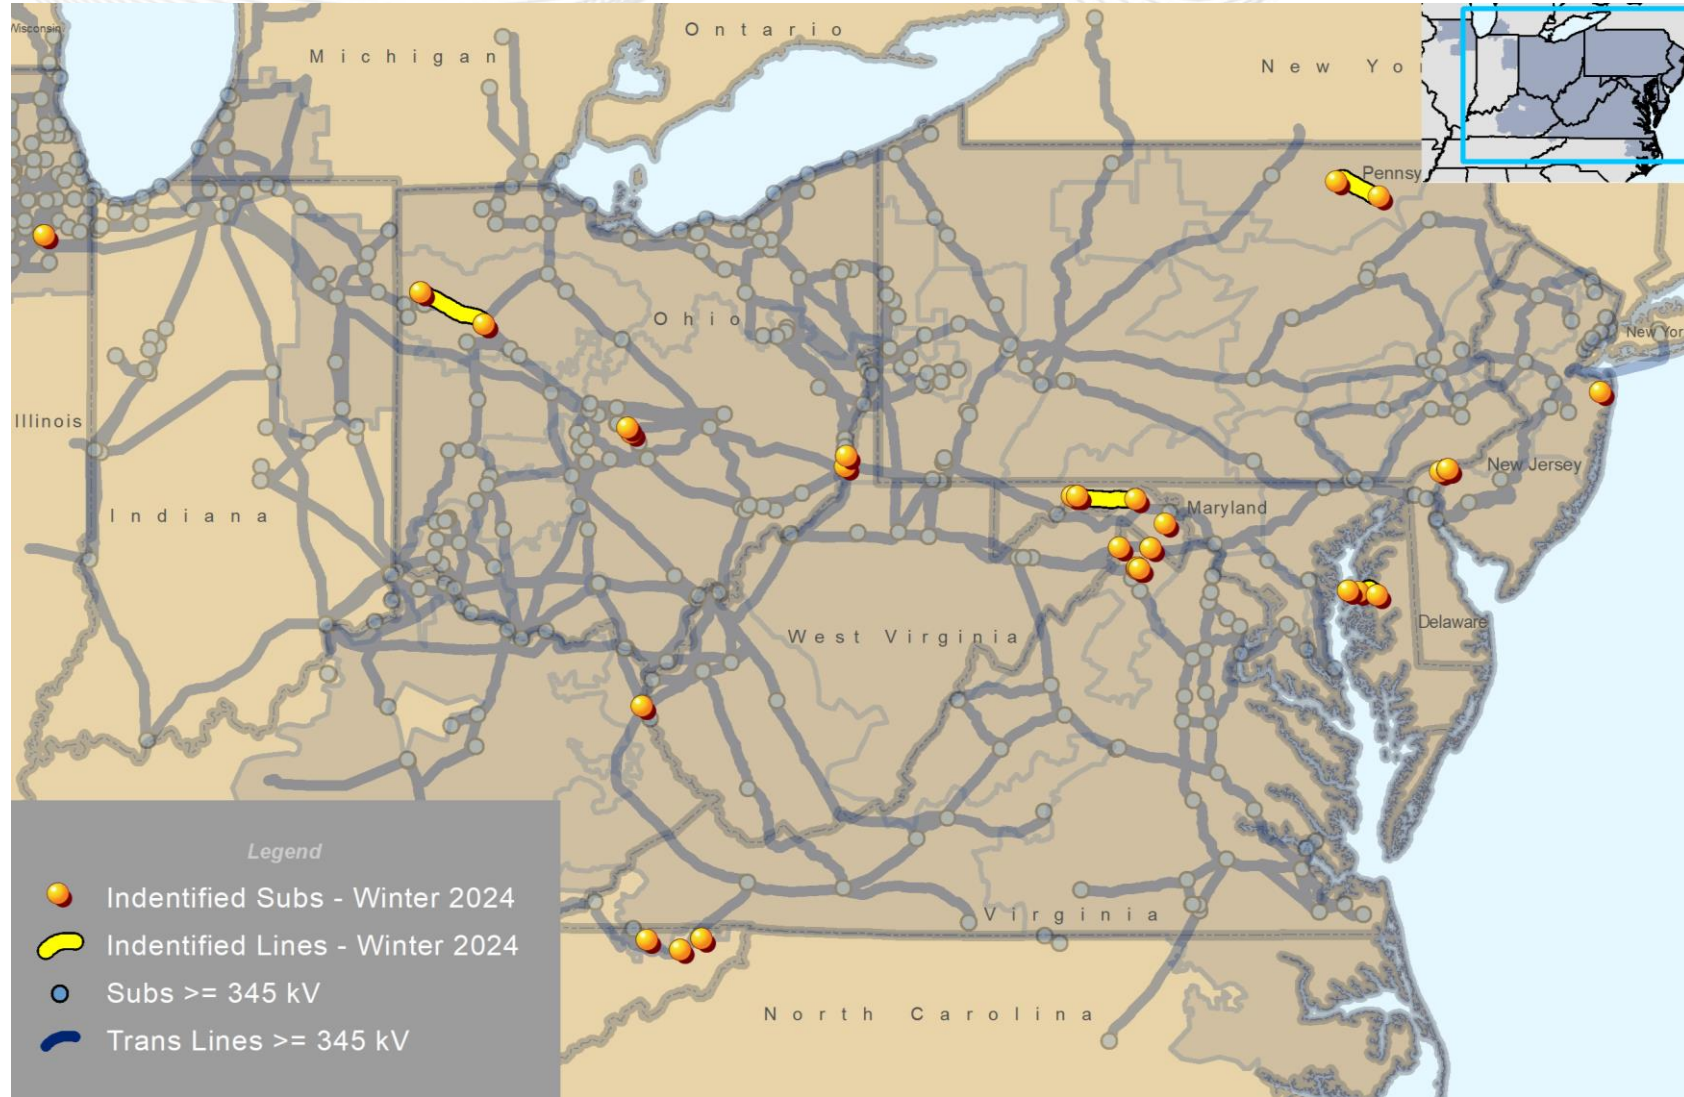 Wisconsin
Michigan
Ontario
New Yo
Pennsy
Ohio
New Yor
Illinois
New Jersey
Indiana
Maryland
West Virginia
Delaware
Virginia
North Carolina
Legend
Indentified Subs - Winter 2024
Indentified Lines - Winter 2024
Subs >= 345 kV
Trans Lines >= 345 kV